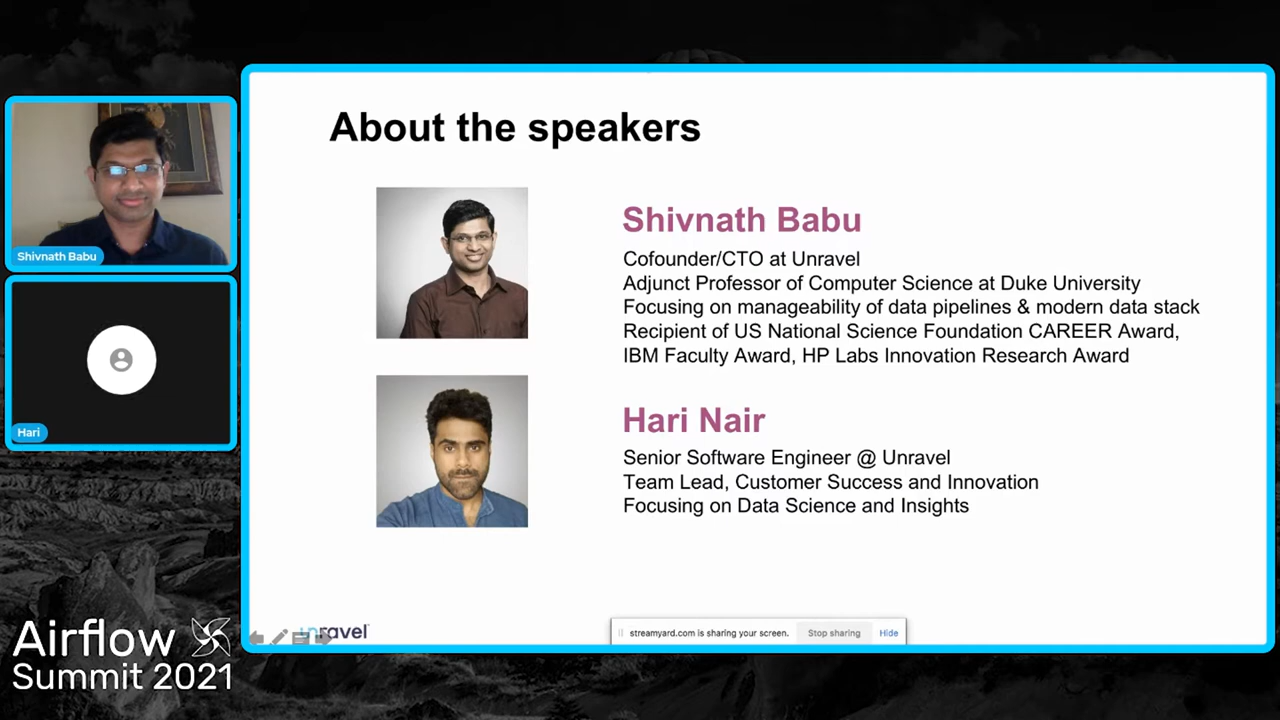 About the speakers
Shivnath Babu
Cofounder/CTO at Unravel
Adjunct Professor of Computer Science at Duke University
Focusing on manageability of data pipelines & modern data stack
Recipient of US National Science Foundation CAREER Award,
IBM Faculty Award, HP Labs Innovation Research Award
Hari Nair
Senior Software Engineer @ Unravel
Team Lead, Customer Success and Innovation
Focusing on Data Science and Insights
Shivnath Babu
Hari
unravel
streamyard.com is sharing your screen.
Stop sharing
Hide
Airflow
Summit 2021